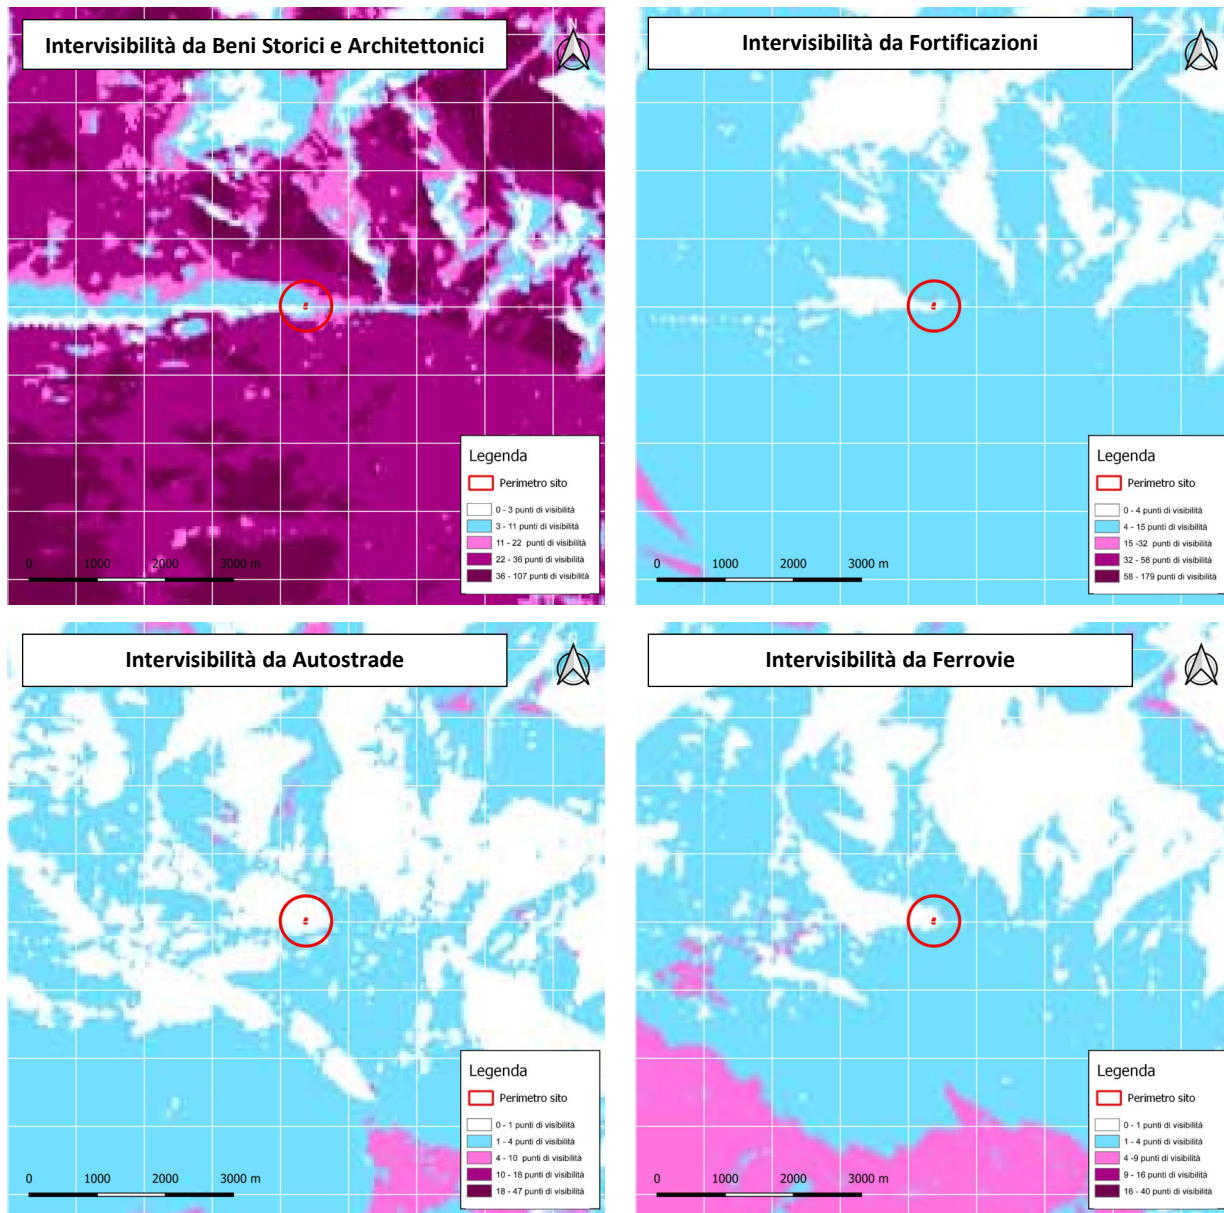 Intervisibilità da Beni Storici e Architettonici
N
Legenda
Perimetro sito
0 - 3 punti di visibilità
3 - 11 punti di visibilità
11 - 22 punti di visibilità
22 - 36 punti di visibilità
36 - 107 punti di visibilità
0 1000 2000 3000 m
Intervisibilità da Fortificazioni
N
Legenda
Perimetro sito
0 - 4 punti di visibilità
4 - 15 punti di visibilità
15 -32 punti di visibilità
32 - 58 punti di visibilità
58 - 179 punti di visibilità
0 1000 2000 3000 m
Intervisibilità da Autostrade
N
Legenda
Perimetro sito
0 - 1 punti di visibilità
1 - 4 punti di visibilità
4 - 10 punti di visibilità
10 - 18 punti di visibilità
18 - 47 punti di visibilità
0 1000 2000 3000 m
Intervisibilità da Ferrovie
Legenda
Perimetro sito
0 - 1 punti di visibilità
1 - 4 punti di visibilità
4 -9 punti di visibilità
9 - 16 punti di visibilità
16 - 40 punti di visibilità
0 1000 2000 3000 m